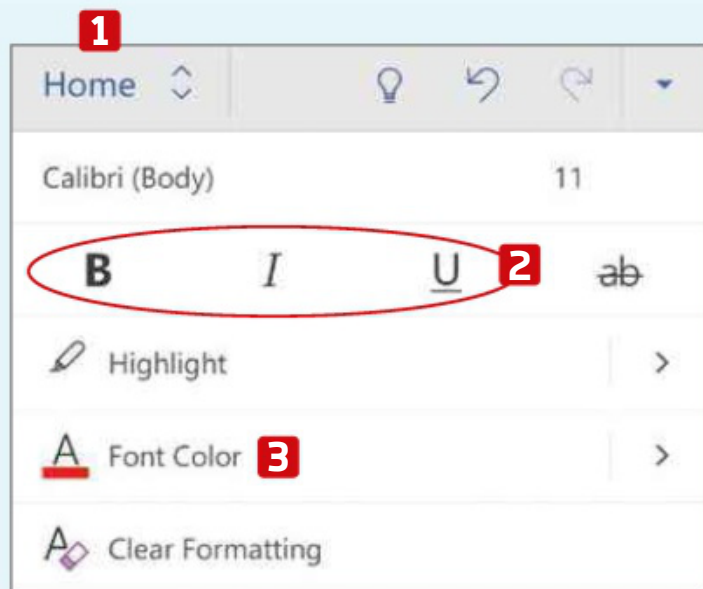 1
Home
Calibri (Body) 11
B I U 2 ab
Highlight
Font Color 3
Clear Formatting